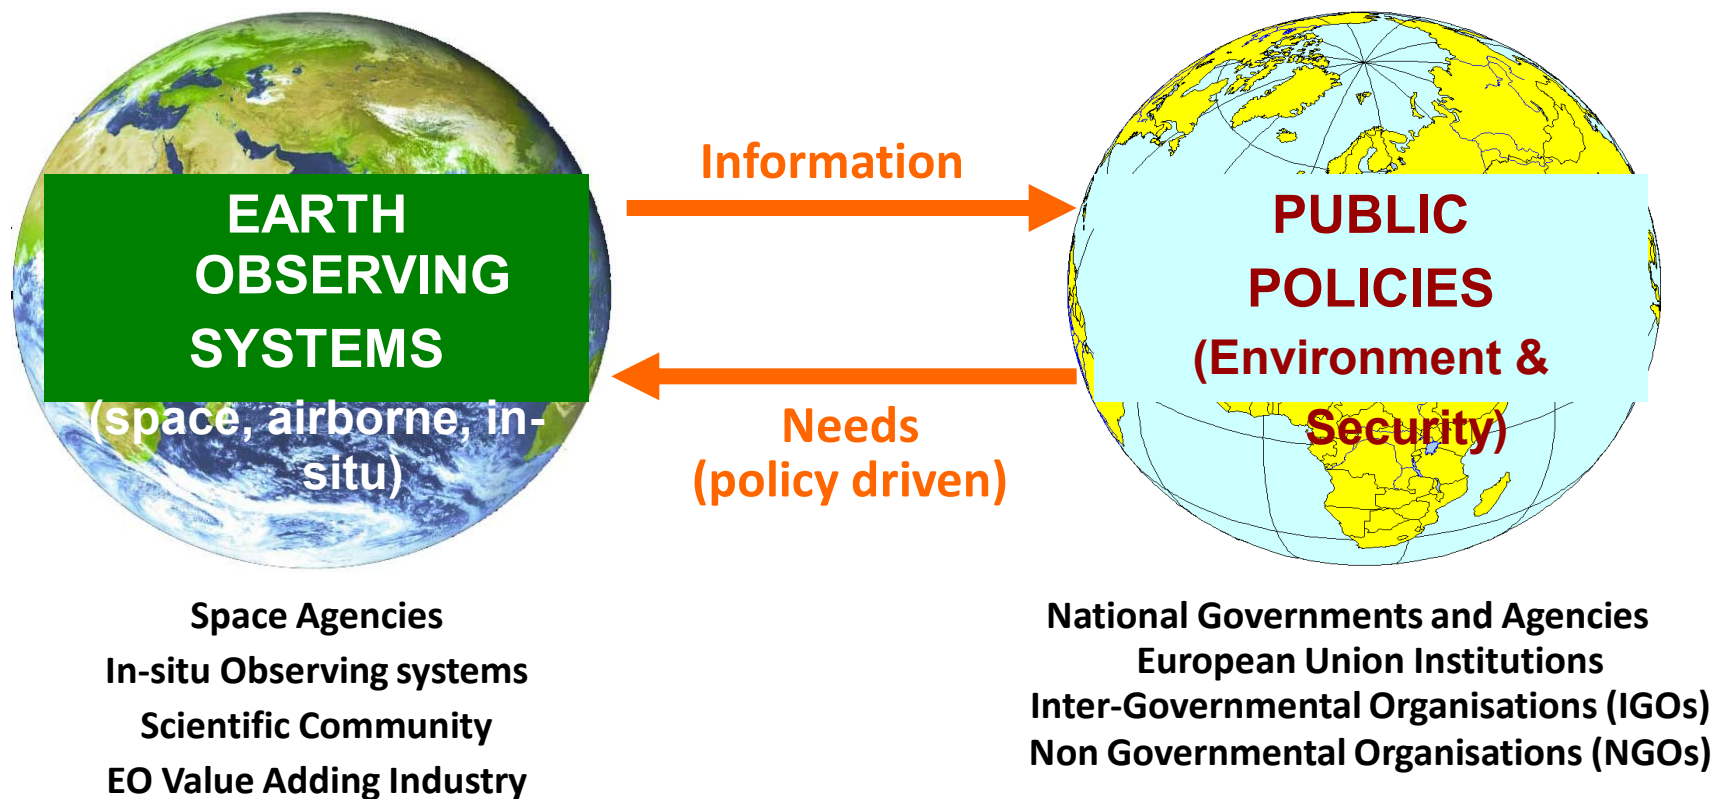 EARTH
OBSERVING
SYSTEMS
(space, airborne, in-
situ)
Information
Needs
(policy driven)
PUBLIC
POLICIES
(Environment &
Security)
Space Agencies
In-situ Observing systems
Scientific Community
EO Value Adding Industry
National Governments and Agencies
European Union Institutions
Inter-Governmental Organisations (IGOs)
Non Governmental Organisations (NGOs)